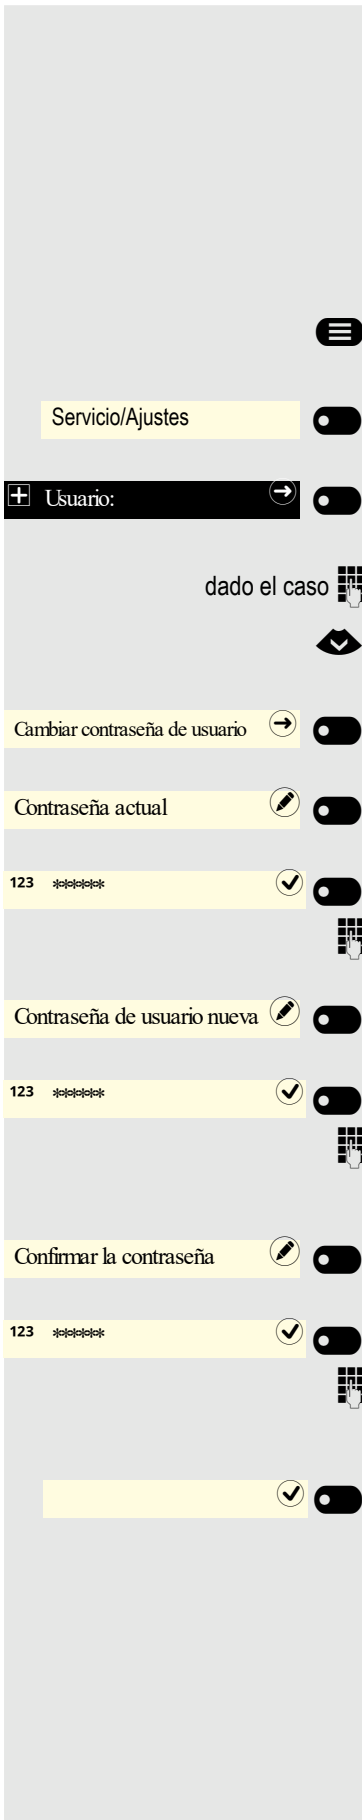 Servicio/Ajustes
Usuario:
dado el caso
Cambiar contraseña de usuario
Contraseña actual
123 ******
Contraseña de usuario nueva
123 ******
Confirmar la contraseña
123 ******